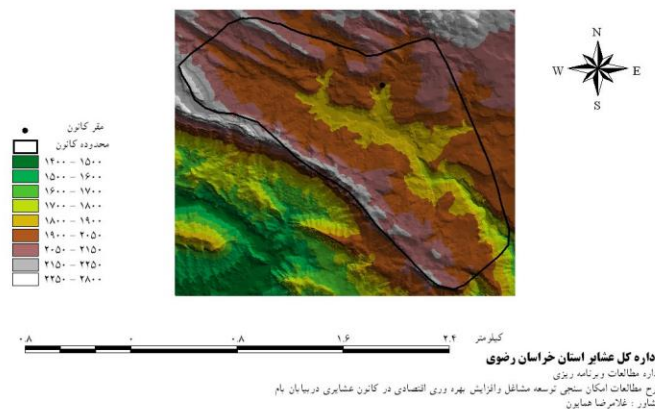 N
W E
S
مقر کانون
محدوده کانون
۱۴۰۰ - ۱۵۰۰
۱۵۰۰ - ۱۶۰۰
۱۶۰۰ - ۱۷۰۰
۱۷۰۰ - ۱۸۰۰
۱۸۰۰ - ۱۹۰۰
۱۹۰۰ - ۲۰۵۰
۲۰۵۰ - ۲۱۵۰
۲۱۵۰ - ۲۲۵۰
۲۲۵۰ - ۲۸۰۰
کیلومتر
۰.۸ ۰ ۰.۸ ۱.۶ ۲.۴
داره کل عشایر استان خراسان رضوی
داره مطالعات وبرنامه ریزی
رح مطالعات امکان سنجی توسعه مشاغل وافزایش بهره وری اقتصادی در کانون عشایری دربیابان بام
شاور : غلامرضا همایون